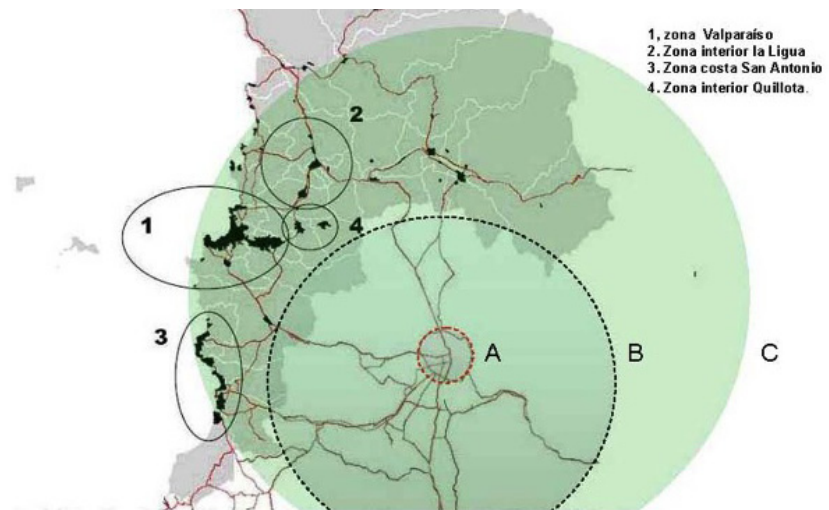 1, zona Valparaíso
2. Zona interior la Ligua
3. Zona costa San Antonio
4. Zona interior Quillota.
2
1
4
3
A
B
C